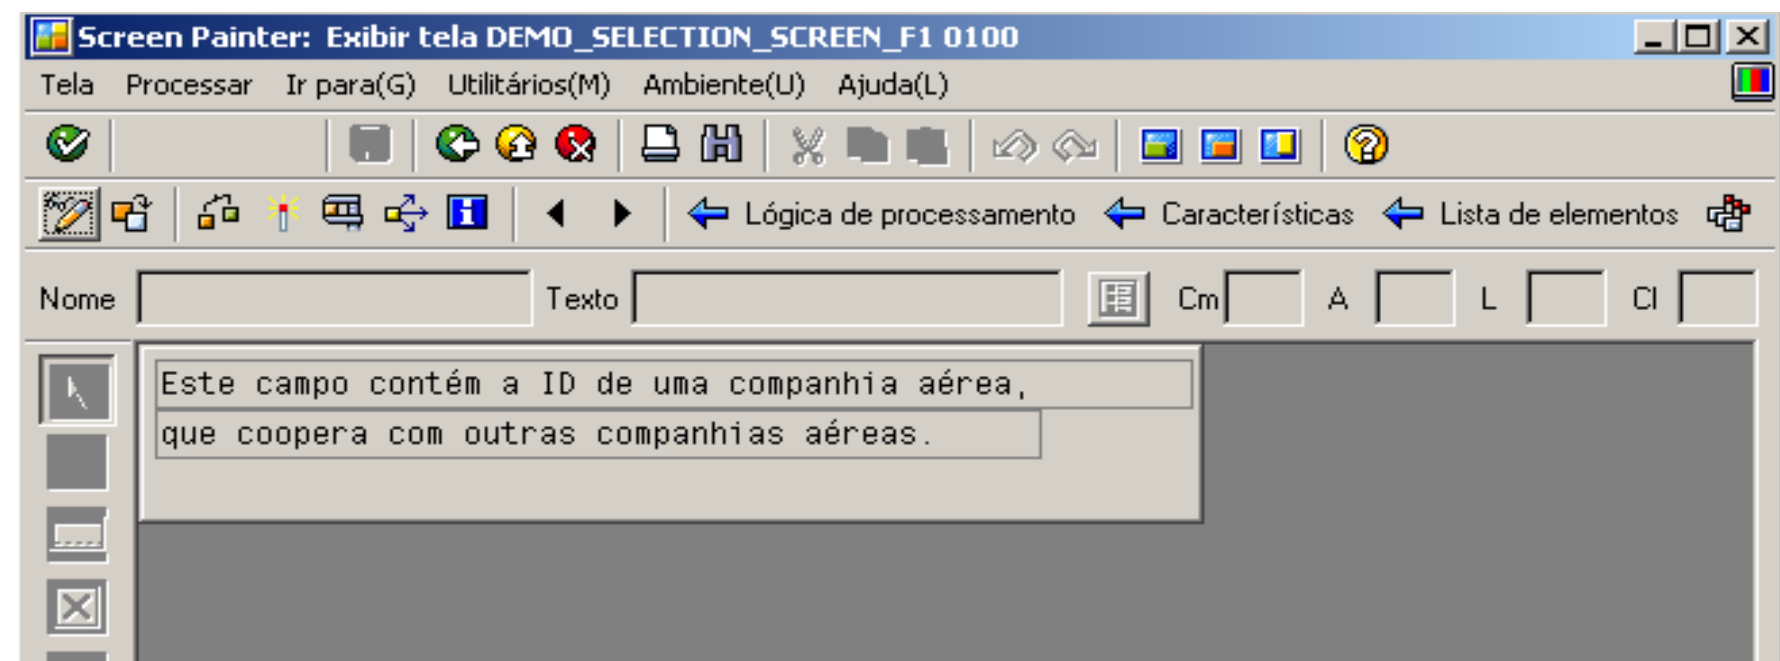 Screen Painter: Exibir tela DEMO_SELECTION_SCREEN_F1 0100
Tela Processar Ir para(G) Utilitários(M) Ambiente(U) Ajuda(L)
Lógica de processamento Características Lista de elementos
Nome Texto Cm A L Cl
Este campo contém a ID de uma companhia aérea,
que coopera com outras companhias aéreas.